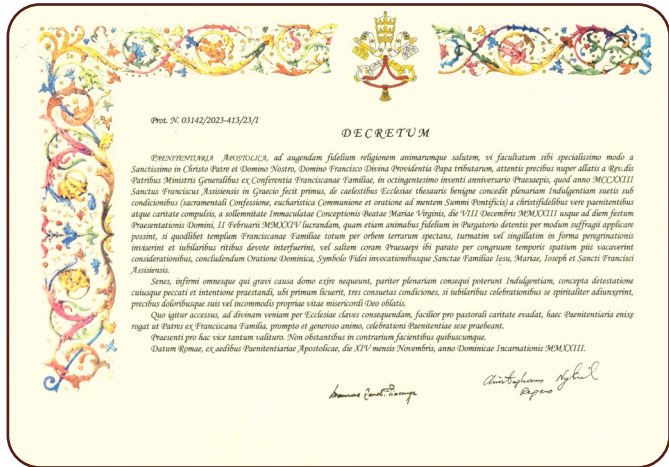 Prot. N. 03142/2023-413/23/I
DECRETUM
PAENITENTIARIA APOSTOLICA, ad augendam fidelium religionem animarumque salutem, vi facultatum sibi specialissimo modo a
Sanctissimo in Christo Patre et Domino Nostro, Domino Francisco Divina Providentia Papa tributarum, attentis precibus nuper allatis a Rev.dis
Patribus Ministris Generalibus ex Conferentia Franciscanae Familiae, in octingentesimo inventi anniversario Praesaepis, quod anno MCCXXIII
Sanctus Franciscus Assisiensis in Graecio fecit primus, de caelestibus Ecclesiae thesauris benigne concedit plenariam Indulgentiam suetis sub
condicionibus (sacramentali Confessione, eucharistica Communione et oratione ad mentem Summi Pontificis) a christifidelibus vere paenitentibus
atque caritate compulsis, a sollemnitate Immaculatae Conceptionis Beatae Mariae Virginis, die VIII Decembris MMXXIII usque ad diem festum
Praesentationis Domini, II Februarii MMXXIV lucrandam, quam etiam animabus fidelium in Purgatorio detentis per modum suffragii applicare
possint, si quodlibet templum Franciscanae Familiae totum per orbem terrarum spectans, turmatim vel singillatim in forma peregrinationis
inviserint et iubilaribus ritibus devote interfuerint, vel saltem coram Praesaepi ibi parato per congruum temporis spatium piis vacaverint
considerationibus, concludendum Oratione Dominica, Symbolo Fidei invocationibusque Sanctae Familiae Iesu, Mariae, Joseph et Sancti Francisci
Assisiensis.
Senes, infirmi omnesque qui gravi causa domo exire nequeunt, pariter plenariam consequi poterunt Indulgentiam, concepta detestatione
cuiusque peccati et intentione praestandi, ubi primum licuerit, tres consuetas condiciones, si iubilaribus celebrationibus se spiritaliter adiunxerint,
precibus doloribusque suis vel incommodis propriae vitae misericordi Deo oblatis.
Quo igitur accessus, ad divinam veniam per Ecclesiae claves consequendam, facilior pro pastorali caritate evadat, haec Paenitentiaria enixe
rogat ut Patres ex Franciscana Familia, prompto et generoso animo, celebrationi Paenitentiae sese praebeant.
Praesenti pro hac vice tantum valituro. Non obstantibus in contrarium facientibus quibuscumque.
Datum Romae, ex aedibus Paenitentiariae Apostolicae, die XIV mensis Novembris, anno Dominicae Incarnationis MMXXIII.